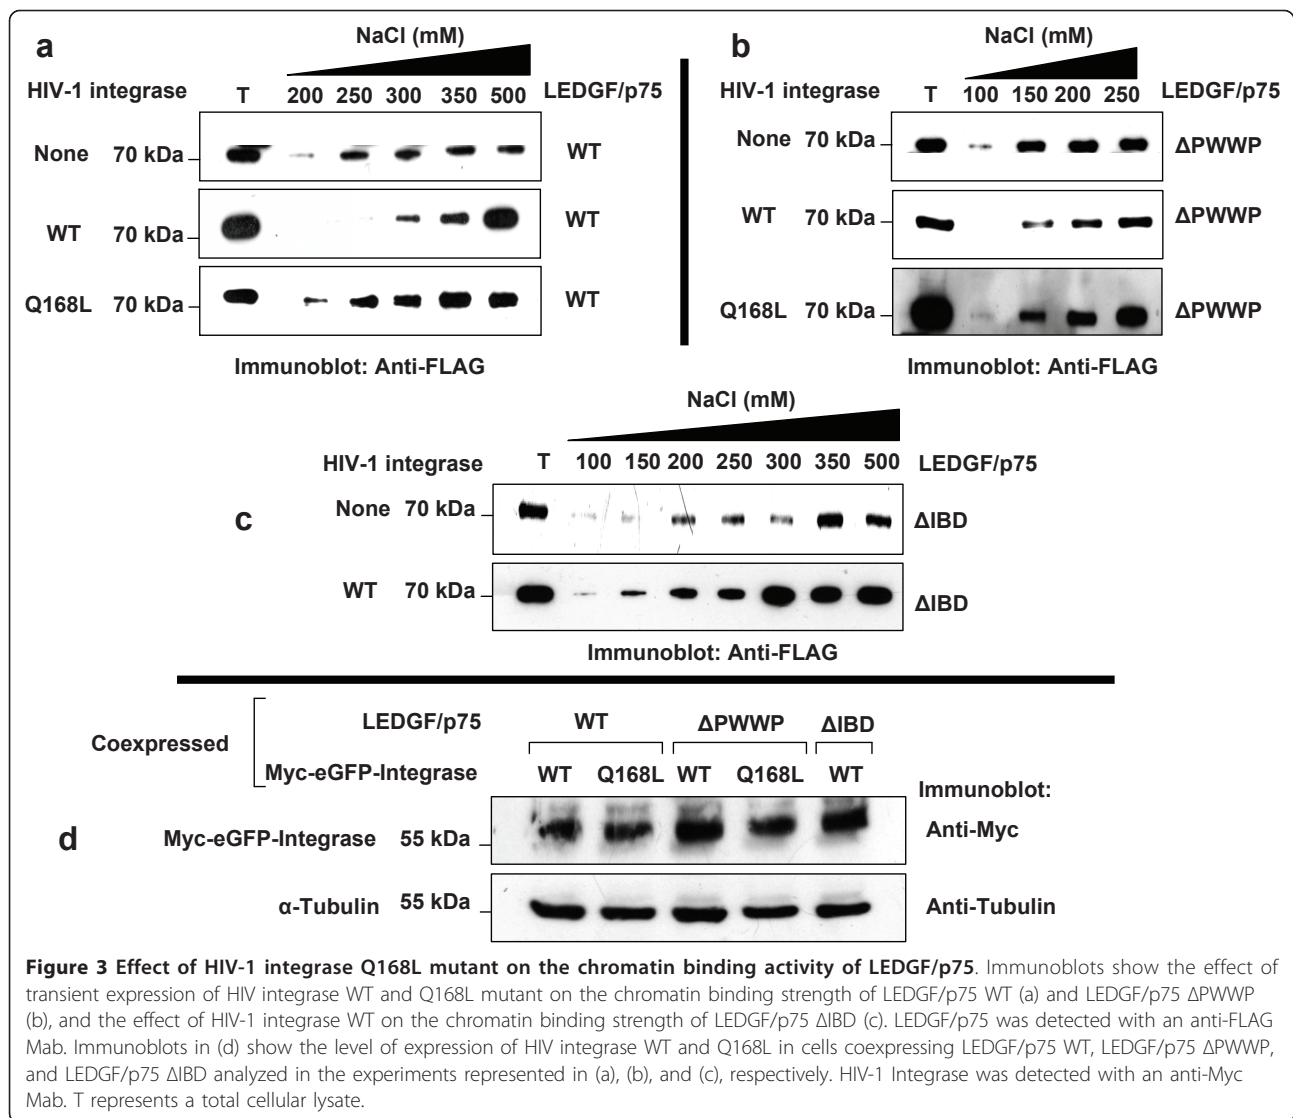 a
NaCl (mM)
HIV-1 integrase T 200 250 300 350 500 LEDGF/p75
None 70 kDa WT
WT 70 kDa WT
Q168L 70 kDa WT
Immunoblot: Anti-FLAG
b
NaCl (mM)
HIV-1 integrase T 100 150 200 250 LEDGF/p75
None 70 kDa ΔPWWP
WT 70 kDa ΔPWWP
Q168L 70 kDa ΔPWWP
Immunoblot: Anti-FLAG
c
NaCl (mM)
HIV-1 integrase T 100 150 200 250 300 350 500 LEDGF/p75
None 70 kDa ΔIBD
WT 70 kDa ΔIBD
Immunoblot: Anti-FLAG
d
Coexpressed
LEDGF/p75 WT ΔPWWP ΔIBD
Myc-eGFP-Integrase WT Q168L WT Q168L WT
Immunoblot:
Myc-eGFP-Integrase 55 kDa Anti-Myc
α-Tubulin 55 kDa Anti-Tubulin
Figure 3 Effect of HIV-1 integrase Q168L mutant on the chromatin binding activity of LEDGF/p75. Immunoblots show the effect of
transient expression of HIV integrase WT and Q168L mutant on the chromatin binding strength of LEDGF/p75 WT (a) and LEDGF/p75 ΔPWWP
(b), and the effect of HIV-1 integrase WT on the chromatin binding strength of LEDGF/p75 ΔIBD (c). LEDGF/p75 was detected with an anti-FLAG
Mab. Immunoblots in (d) show the level of expression of HIV integrase WT and Q168L in cells coexpressing LEDGF/p75 WT, LEDGF/p75 ΔPWWP,
and LEDGF/p75 ΔIBD analyzed in the experiments represented in (a), (b), and (c), respectively. HIV-1 Integrase was detected with an anti-Myc
Mab. T represents a total cellular lysate.